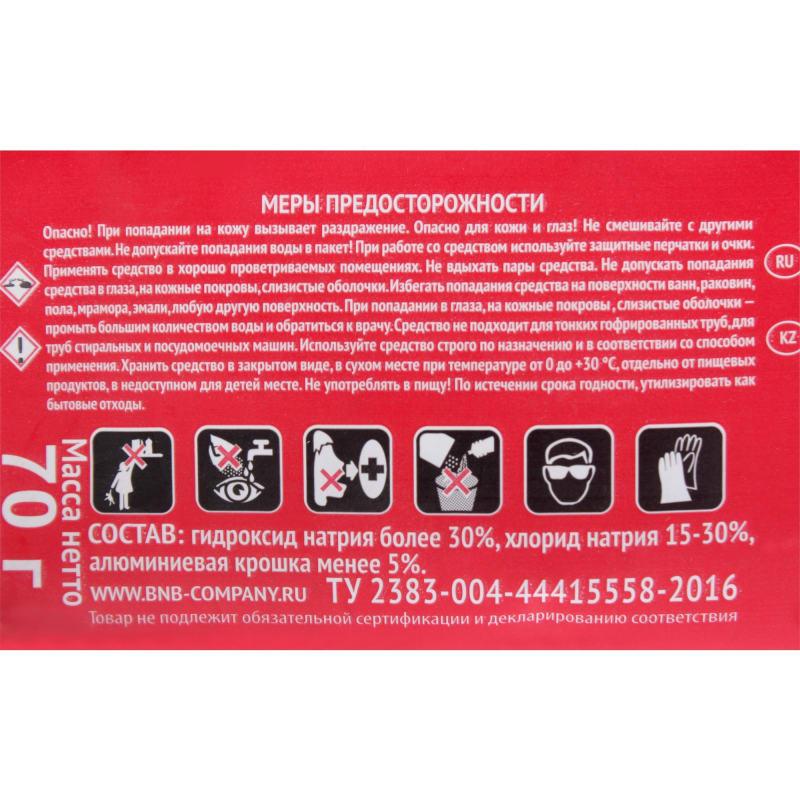 МЕРЫ ПРЕДОСТОРОЖНОСТИ
Опасно! При попадании на кожу вызывает раздражение. Опасно для кожи и глаз! Не смешивайте с другими
средствами. Не допускайте попадания воды в пакет! При работе со средством используйте защитные перчатки и очки.
Применять средство в хорошо проветриваемых помещениях. Не вдыхать пары средства. Не допускать попадания
средства в глаза, на кожные покровы, слизистые оболочки. Избегать попадания средства на поверхности ванн, раковин,
пола, мрамора, эмали, любую другую поверхность. При попадании в глаза, на кожные покровы , слизистые оболочки –
промыть большим количеством воды и обратиться к врачу. Средство не подходит для тонких гофрированных труб, для
труб стиральных и посудомоечных машин. Используйте средство строго по назначению и в соответствии со способом
применения. Хранить средство в закрытом виде, в сухом месте при температуре от 0 до +30 °С, отдельно от пищевых
продуктов, в недоступном для детей месте. Не употреблять в пищу! По истечении срока годности, утилизировать как
бытовые отходы.
RU
KZ
Масса нетто
70 г
СОСТАВ: гидроксид натрия более 30%, хлорид натрия 15-30%,
алюминиевая крошка менее 5%.
WWW.BNB-COMPANY.RU ТУ 2383-004-44415558-2016
Товар не подлежит обязательной сертификации и декларированию соответствия